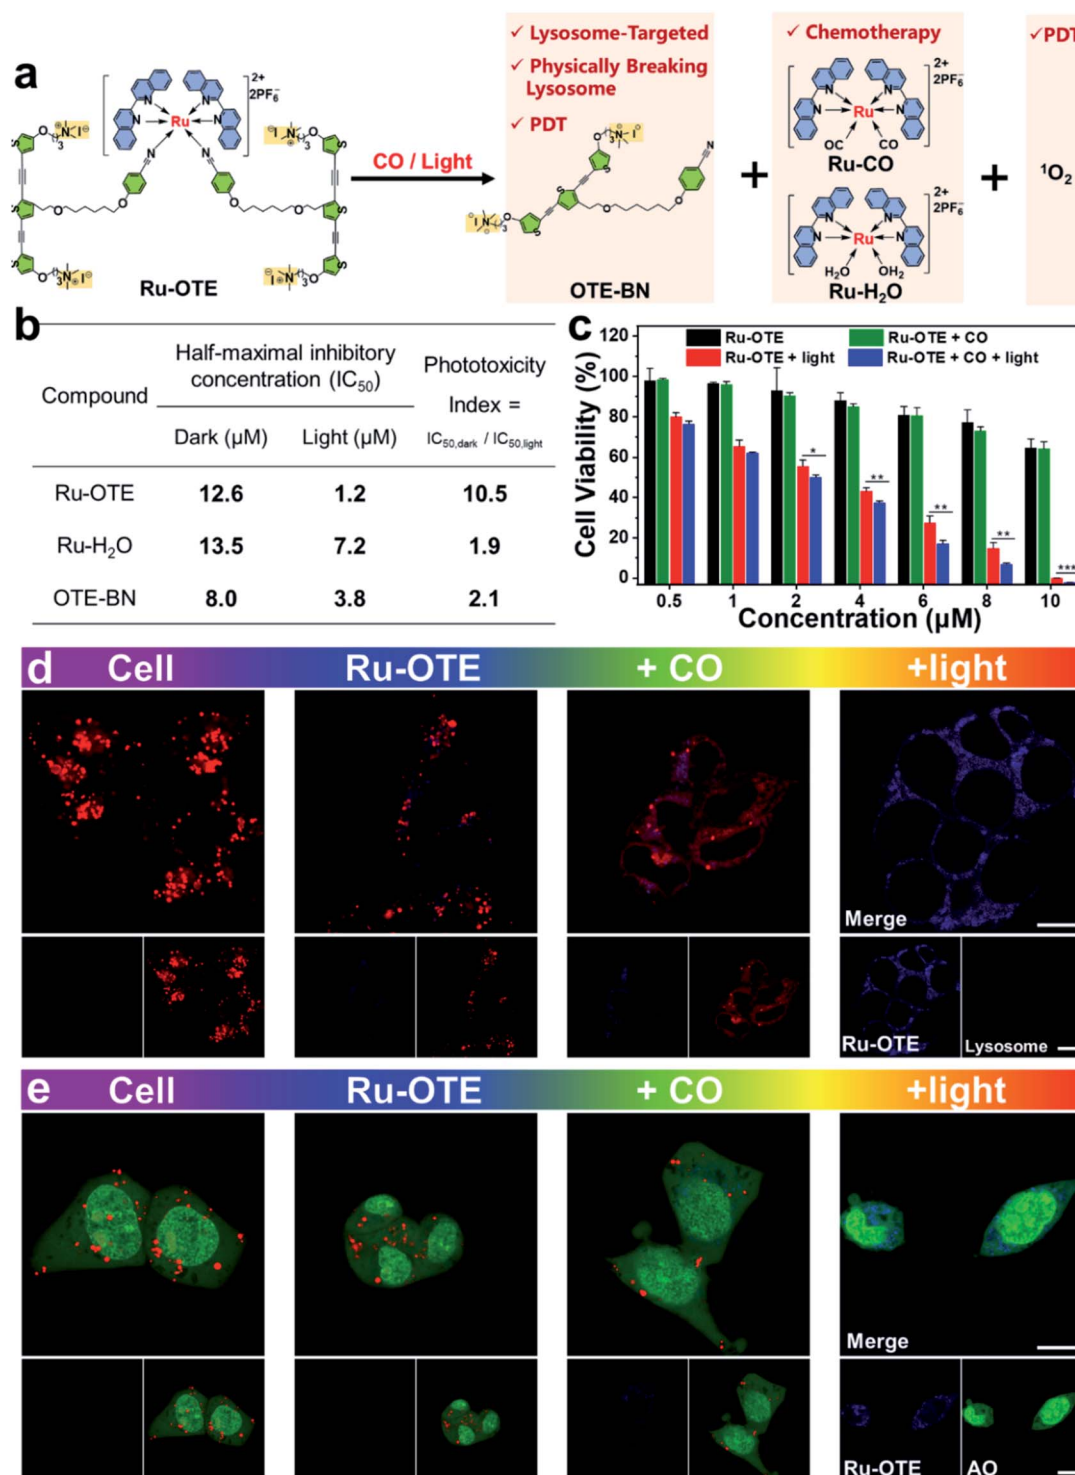 a
✓ Lysosome-Targeted
✓ Physically Breaking
Lysosome
✓ PDT
✓ Chemotherapy
✓PDT
2+
2PF₆⁻
Ru
CO / Light
Ru-OTE
OTE-BN
+
2+
2PF₆⁻
Ru
OC CO
Ru-CO
2+
2PF₆⁻
Ru
H₂O OH₂
Ru-H₂O
+
¹O₂
b
Compound
Half-maximal inhibitory
concentration (IC₅₀)
Phototoxicity
Index =
Dark (μM) Light (μM) IC₅₀,dark / IC₅₀,light
Ru-OTE 12.6 1.2 10.5
Ru-H₂O 13.5 7.2 1.9
OTE-BN 8.0 3.8 2.1
c
Ru-OTE Ru-OTE + CO
Ru-OTE + light Ru-OTE + CO + light
Cell Viability (%)
120
100
80
60
40
20
0
* ** ** ** ***
0.5 1 2 4 6 8 10
Concentration (μM)
d Cell Ru-OTE + CO +light
Merge
Ru-OTE Lysosome
e Cell Ru-OTE + CO +light
Merge
Ru-OTE AO